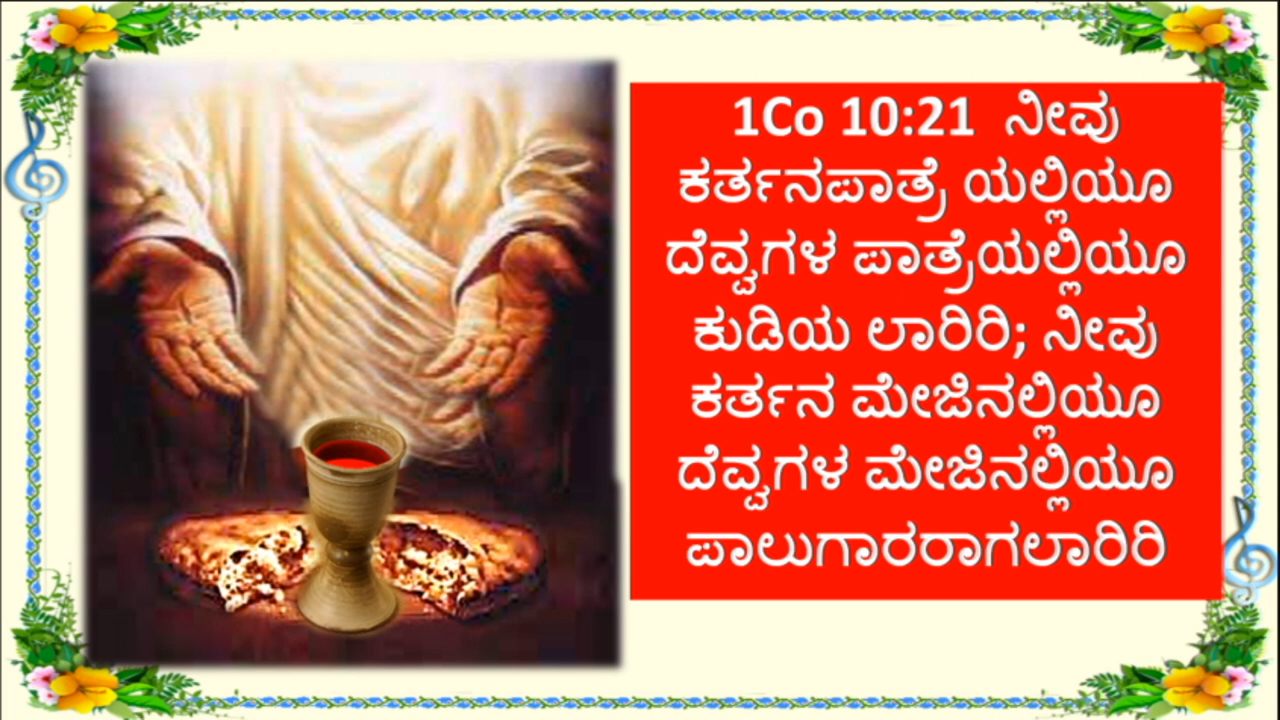 1Co 10:21 ನೀವು
ಕರ್ತನಪಾತ್ರೆ ಯಲ್ಲಿಯೂ
ದೆವ್ವಗಳ ಪಾತ್ರೆಯಲ್ಲಿಯೂ
ಕುಡಿಯ ಲಾರಿರಿ; ನೀವು
ಕರ್ತನ ಮೇಜಿನಲ್ಲಿಯೂ
ದೆವ್ವಗಳ ಮೇಜಿನಲ್ಲಿಯೂ
ಪಾಲುಗಾರರಾಗಲಾರಿರಿ